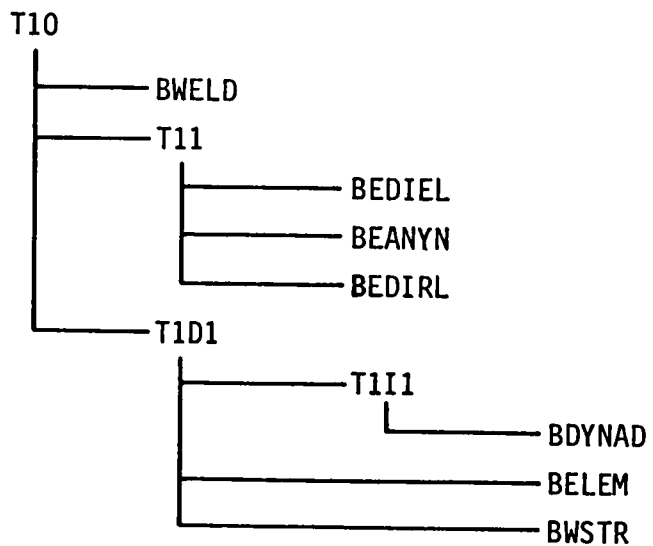 T10
BWELD
T11
BEDIEL
BEANYN
BEDIRL
T1D1
T1I1
BDYNAD
BELEM
BWSTR